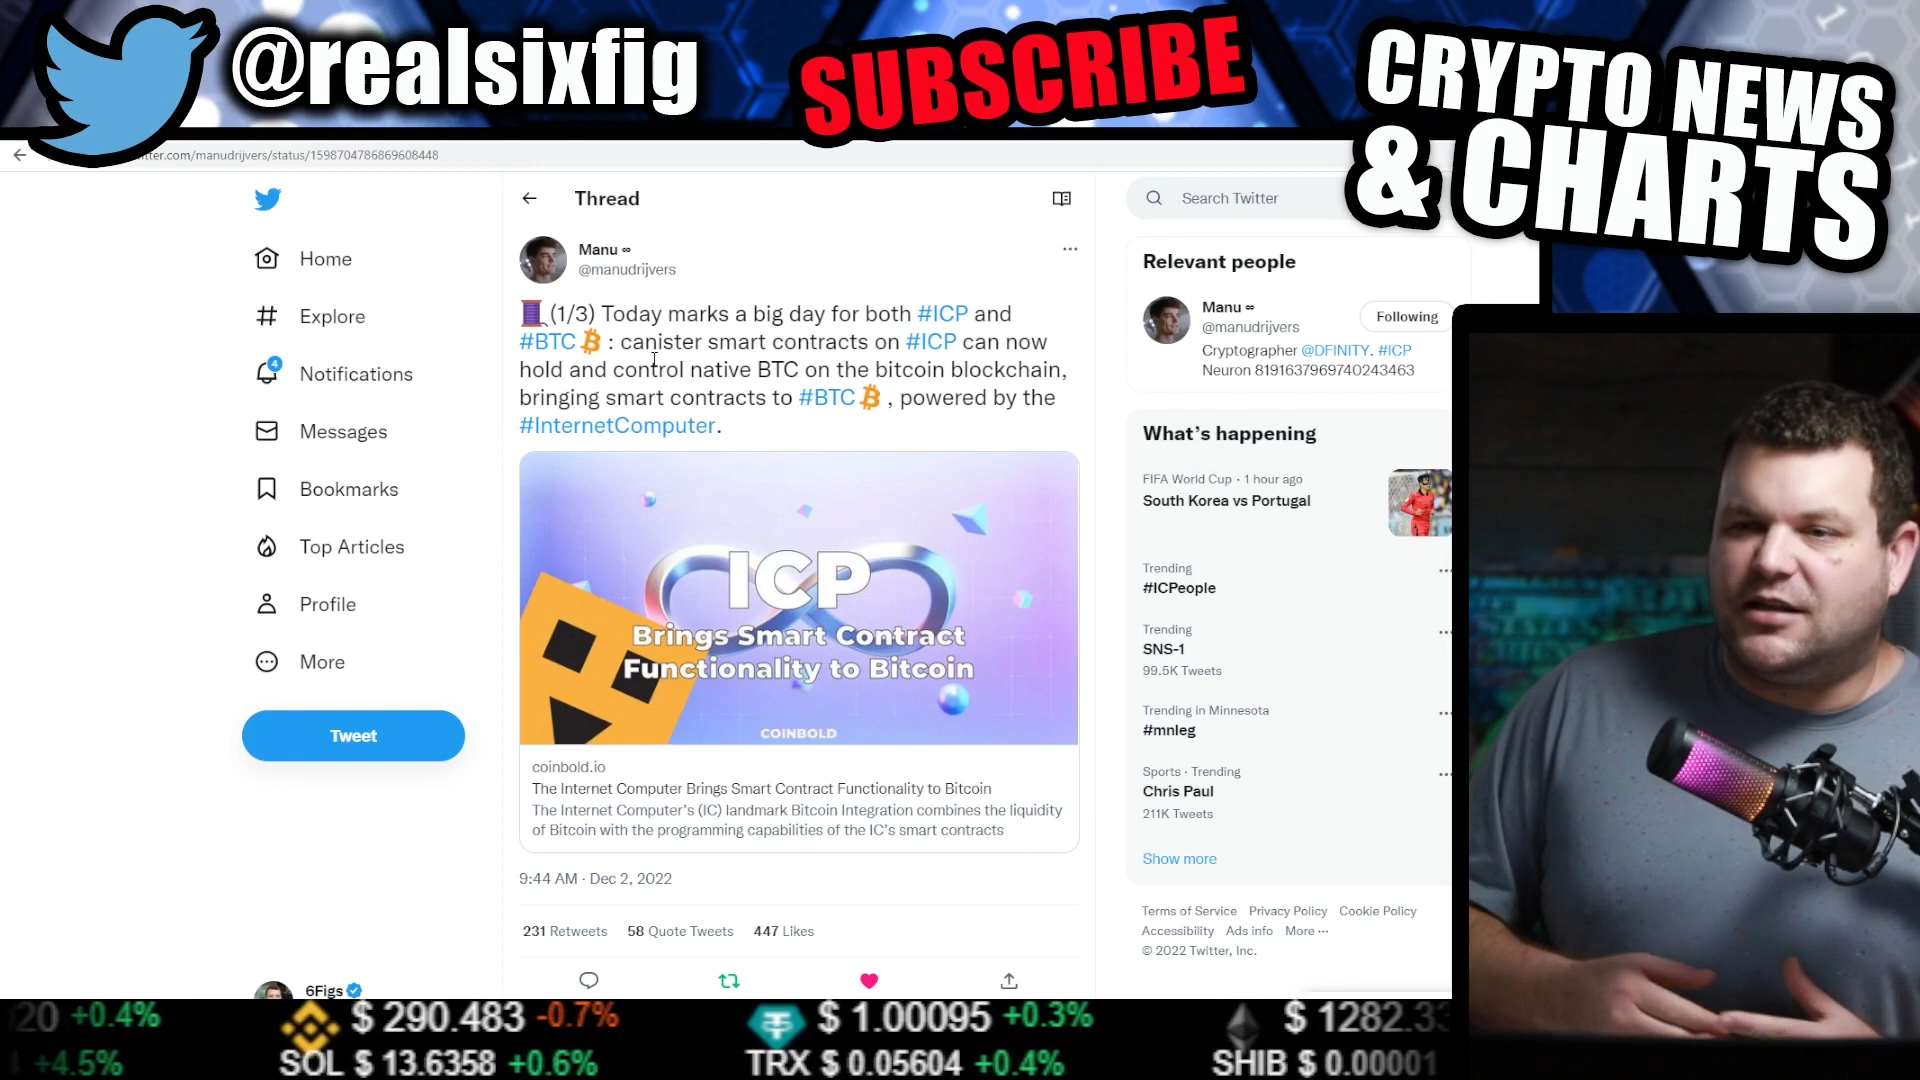 @realsixfig
SUBSCRIBE
CRYPTO NEWS
& CHARTS
tter.com/manudrijvers/status/1598704786869608448
Home
Explore
4
Notifications
Messages
Bookmarks
Top Articles
Profile
More
Tweet
6Figs
Thread
Manu ∞
@manudrijvers
🧵(1/3) Today marks a big day for both #ICP and
#BTC₿ : canister smart contracts on #ICP can now
hold and control native BTC on the bitcoin blockchain,
bringing smart contracts to #BTC₿ , powered by the
#InternetComputer.
ICP
Brings Smart Contract
Functionality to Bitcoin
COINBOLD
coinbold.io
The Internet Computer Brings Smart Contract Functionality to Bitcoin
The Internet Computer's (IC) landmark Bitcoin Integration combines the liquidity
of Bitcoin with the programming capabilities of the IC's smart contracts
9:44 AM · Dec 2, 2022
231 Retweets 58 Quote Tweets 447 Likes
Search Twitter
Relevant people
Manu ∞
@manudrijvers
Following
Cryptographer @DFINITY. #ICP
Neuron 8191637969740243463
What's happening
FIFA World Cup · 1 hour ago
South Korea vs Portugal
Trending
#ICPeople
Trending
SNS-1
99.5K Tweets
Trending in Minnesota
#mnleg
Sports · Trending
Chris Paul
211K Tweets
Show more
Terms of Service Privacy Policy Cookie Policy
Accessibility Ads info More ···
© 2022 Twitter, Inc.
20 +0.4% $ 290.483 -0.7% $ 1.00095 +0.3% $ 1282.33
+4.5% SOL $ 13.6358 +0.6% TRX $ 0.05604 +0.4% SHIB $ 0.00001